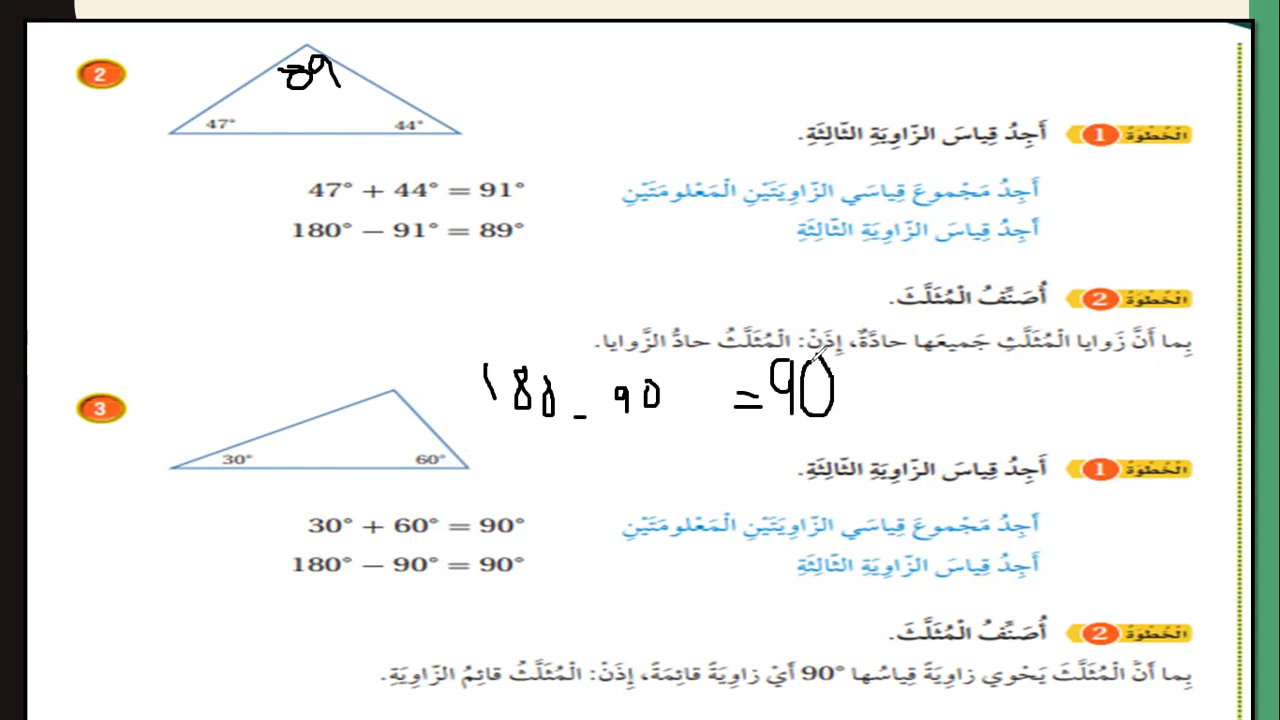 2
=89
47° 44°
الخُطْوَةُ 1 أَجِدُ قِياسَ الزّاوِيَةِ الثّالِثَةِ.
أَجِدُ مَجْموعَ قِياسَيِ الزّاوِيَتَيْنِ الْمَعْلومَتَيْنِ 47° + 44° = 91°
أَجِدُ قِياسَ الزّاوِيَةِ الثّالِثَةِ 180° − 91° = 89°
الْخُطْوَةُ 2 أُصَنِّفُ الْمُثَلَّثَ.
بِما أَنَّ زَوايا الْمُثَلَّثِ جَميعَها حادَّةٌ، إِذَنْ: الْمُثَلَّثُ حادُّ الزَّوايا.
180 - 90 = 90
3
30° 60°
الْخُطْوَةُ 1 أَجِدُ قِياسَ الزّاوِيَةِ الثّالِثَةِ.
أَجِدُ مَجْموعَ قِياسَيِ الزّاوِيَتَيْنِ الْمَعْلومَتَيْنِ 30° + 60° = 90°
أَجِدُ قِياسَ الزّاوِيَةِ الثّالِثَةِ 180° − 90° = 90°
الْخُطْوَةُ 2 أُصَنِّفُ الْمُثَلَّثَ.
بِما أَنَّ الْمُثَلَّثَ يَحْوي زاوِيَةً قِياسُها 90° أَيْ زاوِيَةً قائِمَةً، إِذَنْ: الْمُثَلَّثُ قائِمُ الزّاوِيَةِ.